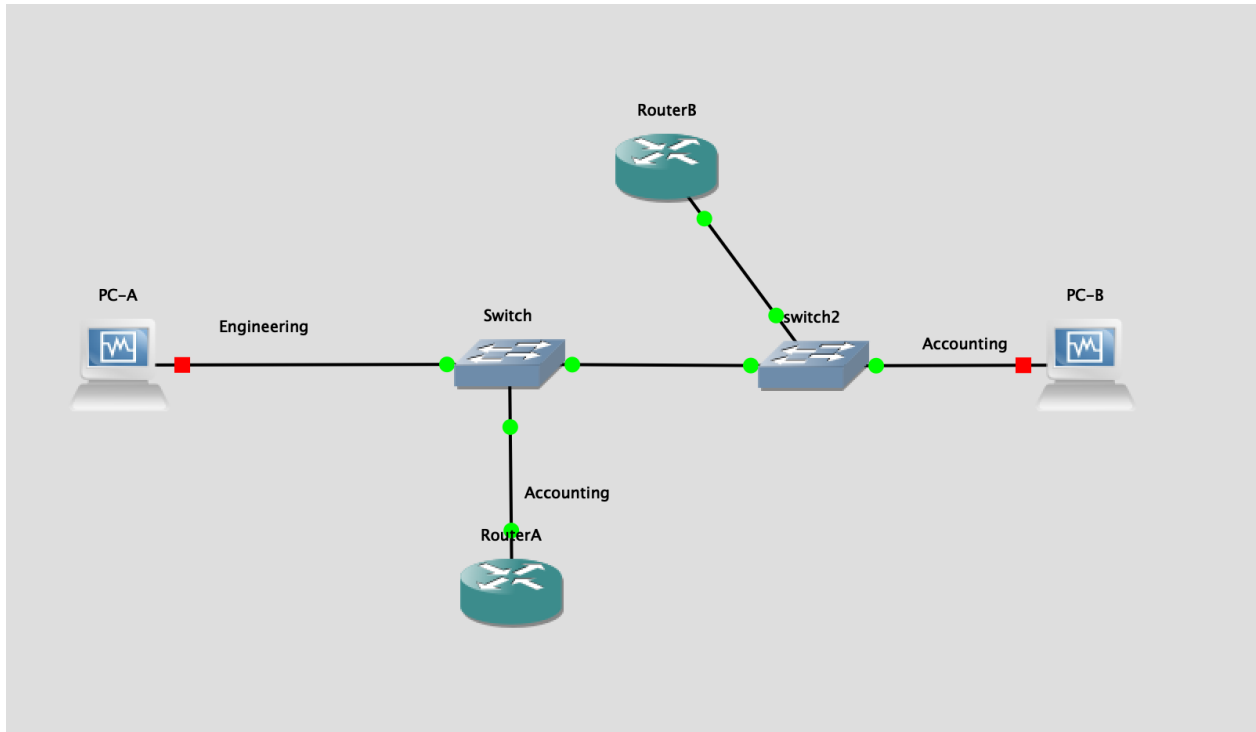 RouterB
PC-A
PC-B
Engineering
Switch
switch2
Accounting
Accounting
RouterA